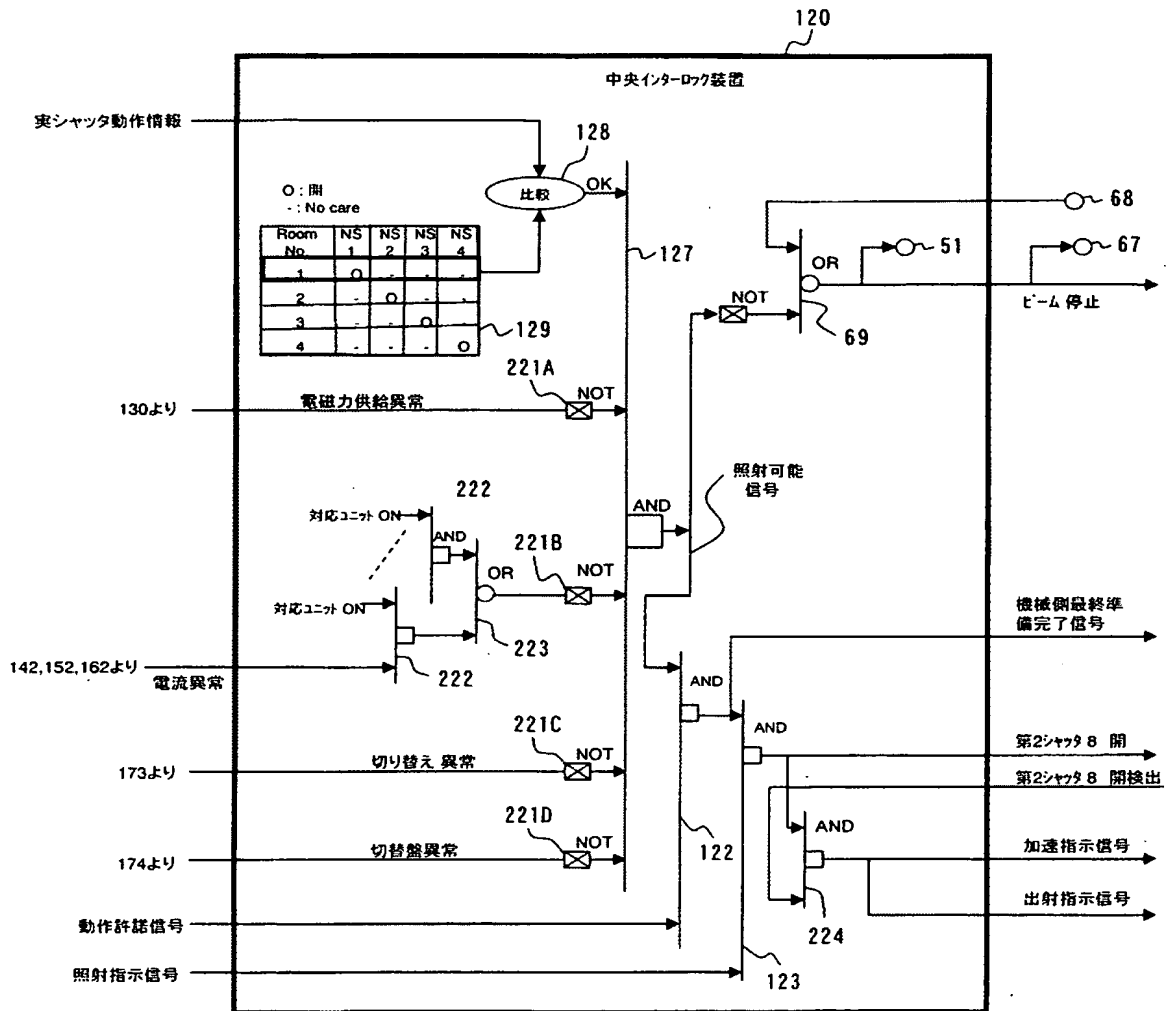 120
中央インターロック装置
実シャッタ動作情報
128
比較
OK
O : 開
- : No care
Room No. NS 1 NS 2 NS 3 NS 4
1 O - - -
2 - O - -
3 - - O -
4 - - - O
129
127
68
51
67
OR
NOT
69
ビーム 停止
221A
NOT
130より
電磁力供給異常
照射可能
信号
222
対応ユニット ON
AND
AND
221B
NOT
OR
対応ユニット ON
223
機械側最終準
備完了信号
142,152,162より
電流異常
222
AND
AND
221C
NOT
173より
切り替え 異常
第2シャッタ 8 開
第2シャッタ 8 開検出
221D
NOT
174より
切替盤異常
122
AND
加速指示信号
出射指示信号
224
動作許諾信号
照射指示信号
123